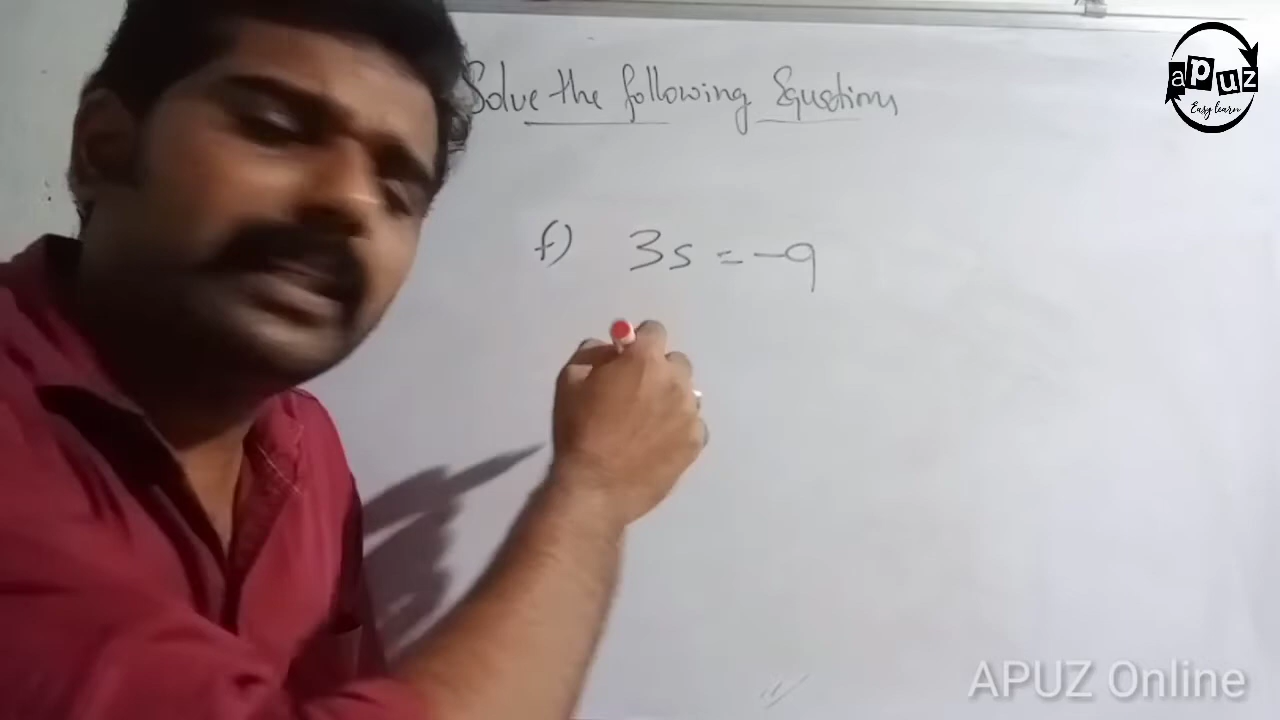 Solve the following Equations
f) 3s = -9
apuz
Easy learn
APUZ Online